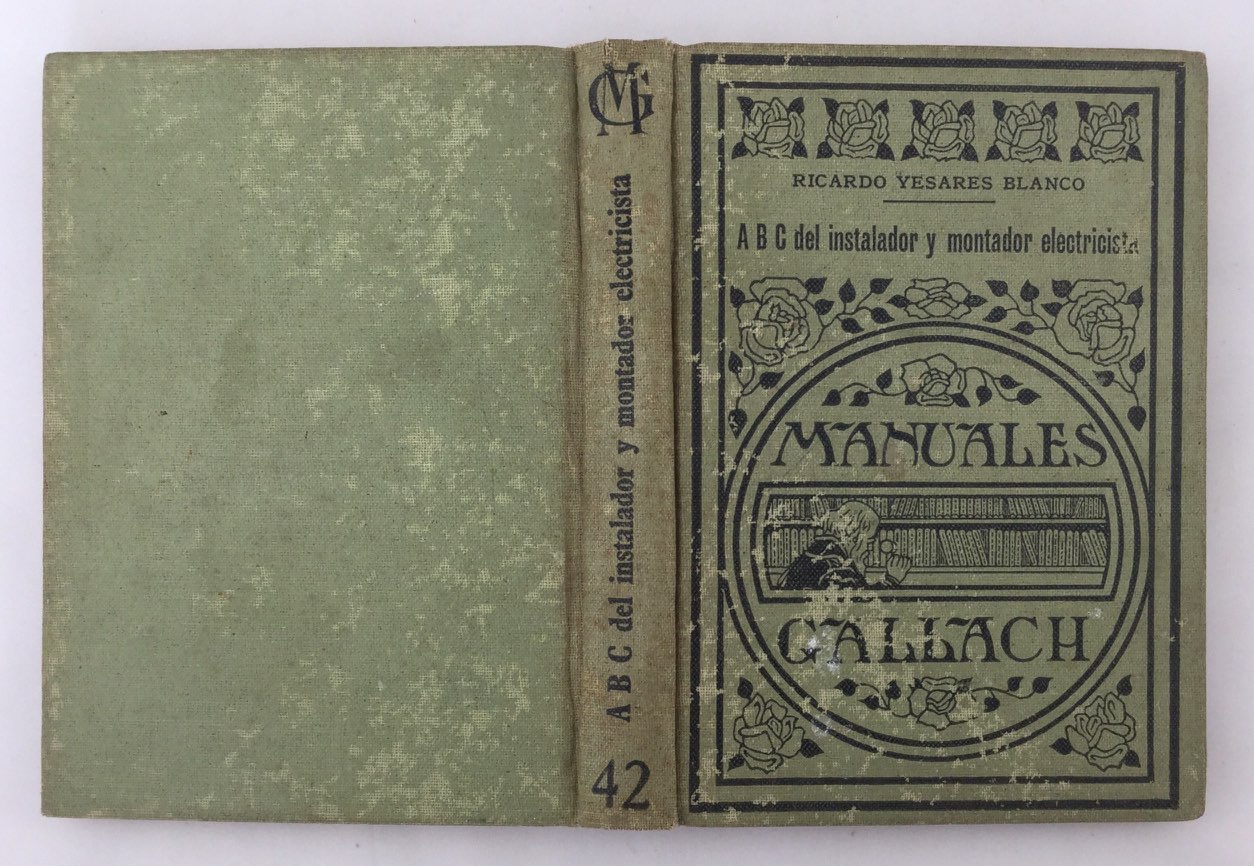 MG
A B C del instalador y montador electricista
42
RICARDO YESARES BLANCO
A B C del instalador y montador electricista
MANUALES
GALLACH